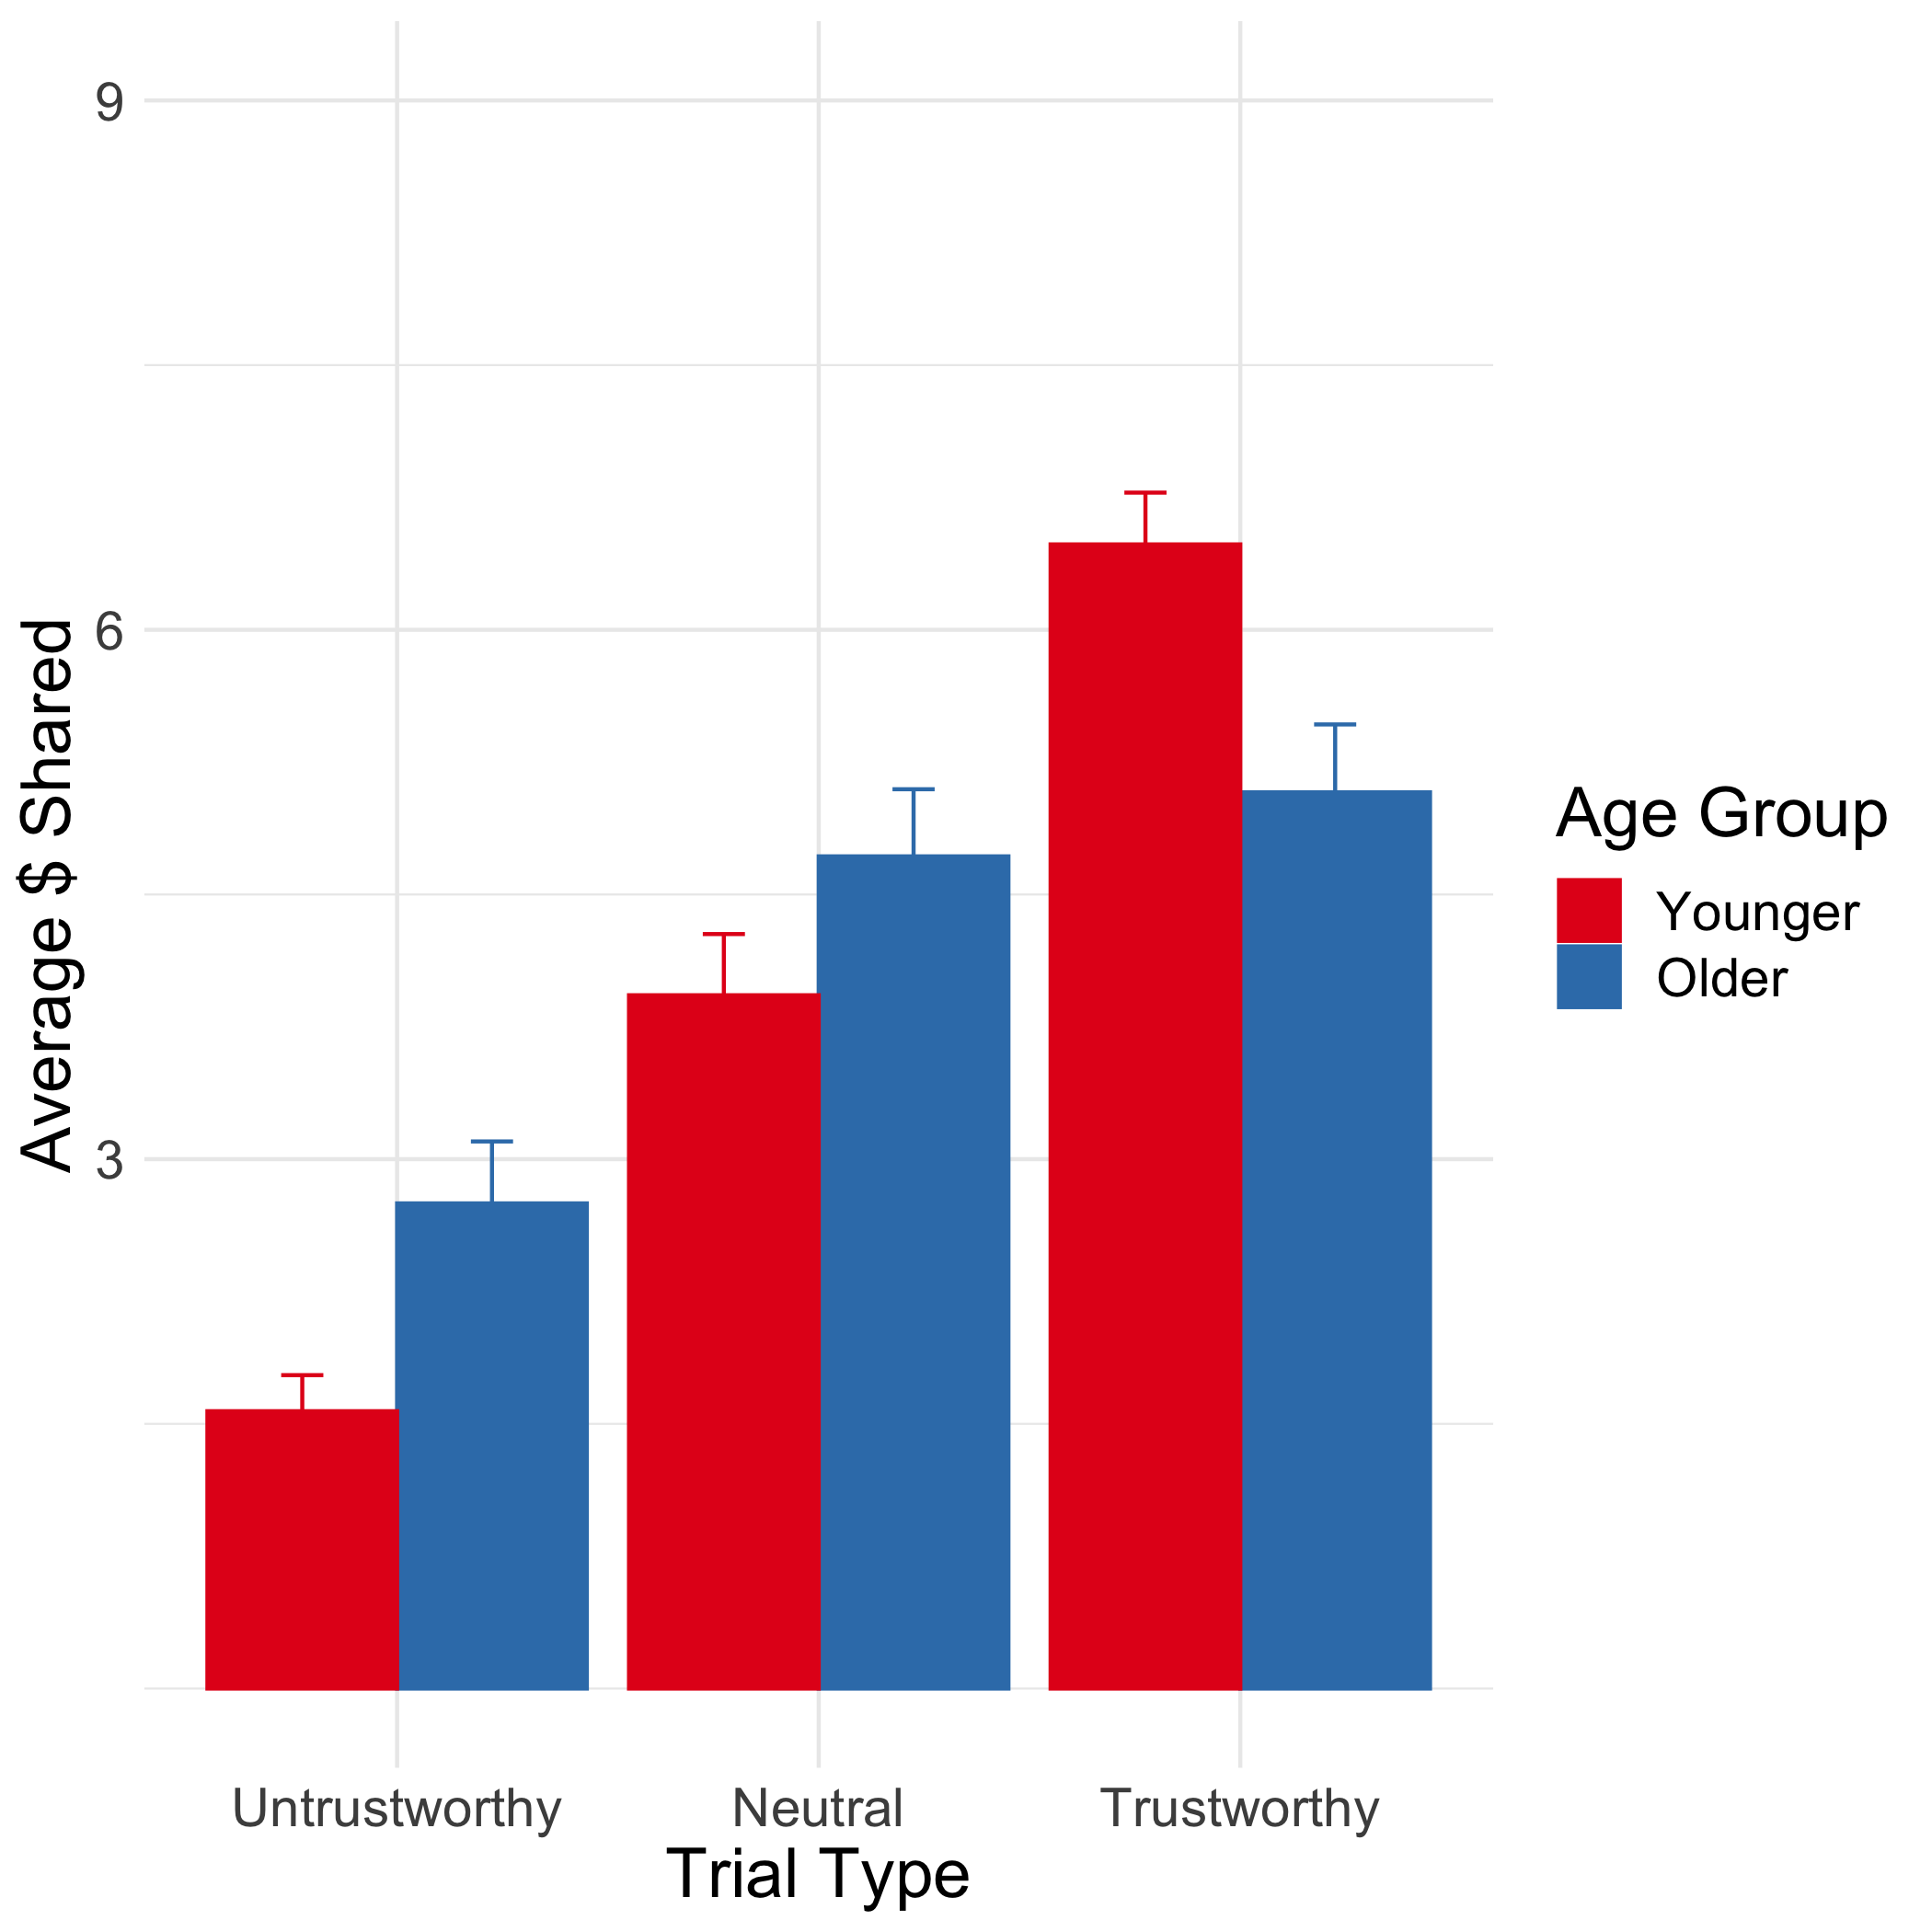 9
6
3
Average $ Shared
Untrustworthy
Neutral
Trustworthy
Trial Type
Age Group
Younger
Older